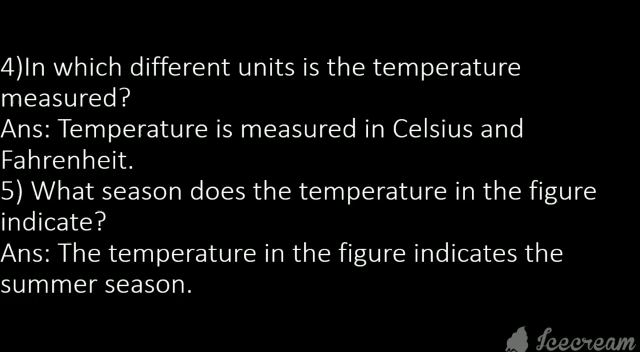 4)In which different units is the temperature
measured?
Ans: Temperature is measured in Celsius and
Fahrenheit.
5) What season does the temperature in the figure
indicate?
Ans: The temperature in the figure indicates the
summer season.
Icecream